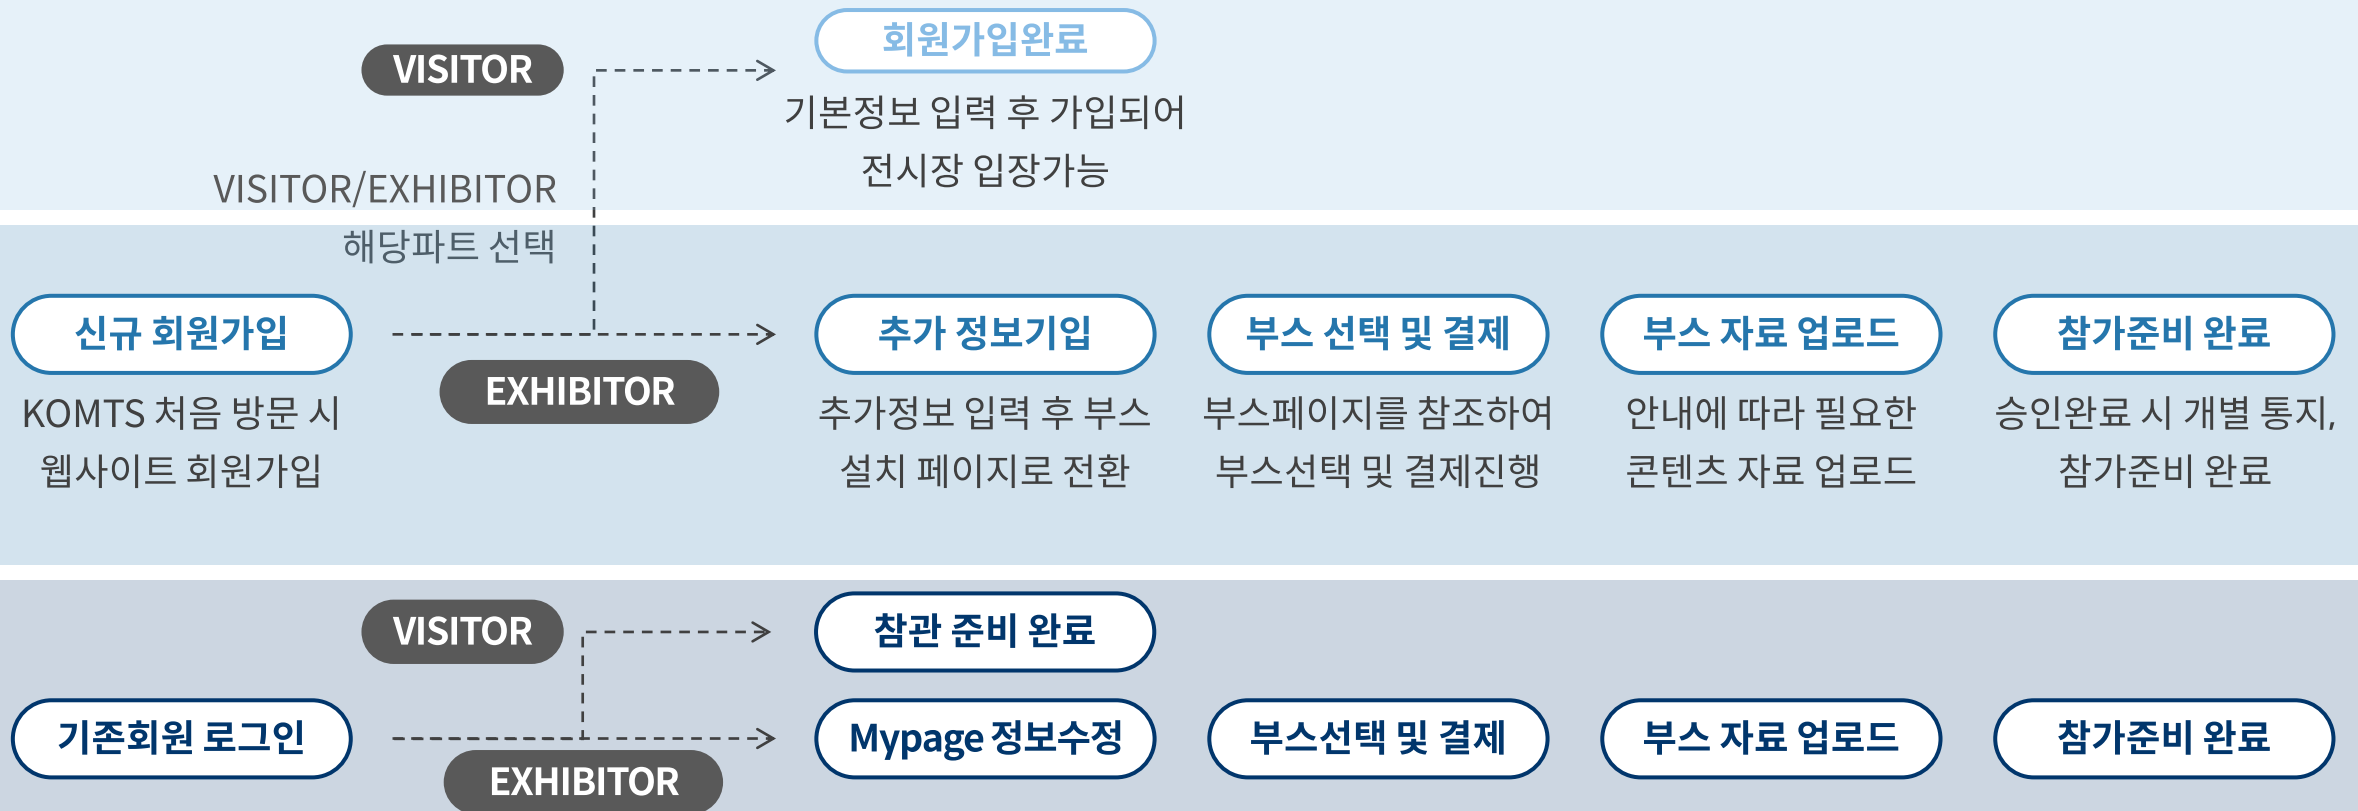 회원가입완료
VISITOR
기본정보 입력 후 가입되어
전시장 입장가능
VISITOR/EXHIBITOR
해당파트 선택
신규 회원가입
추가 정보기입
부스 선택 및 결제
부스 자료 업로드
참가준비 완료
EXHIBITOR
KOMTS 처음 방문 시
웹사이트 회원가입
추가정보 입력 후 부스
설치 페이지로 전환
부스페이지를 참조하여
부스선택 및 결제진행
안내에 따라 필요한
콘텐츠 자료 업로드
승인완료 시 개별 통지,
참가준비 완료
VISITOR
참관 준비 완료
기존회원 로그인
Mypage 정보수정
부스선택 및 결제
부스 자료 업로드
참가준비 완료
EXHIBITOR